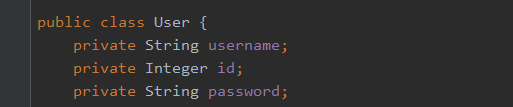 public class User {
    private String username;
    private Integer id;
    private String password;